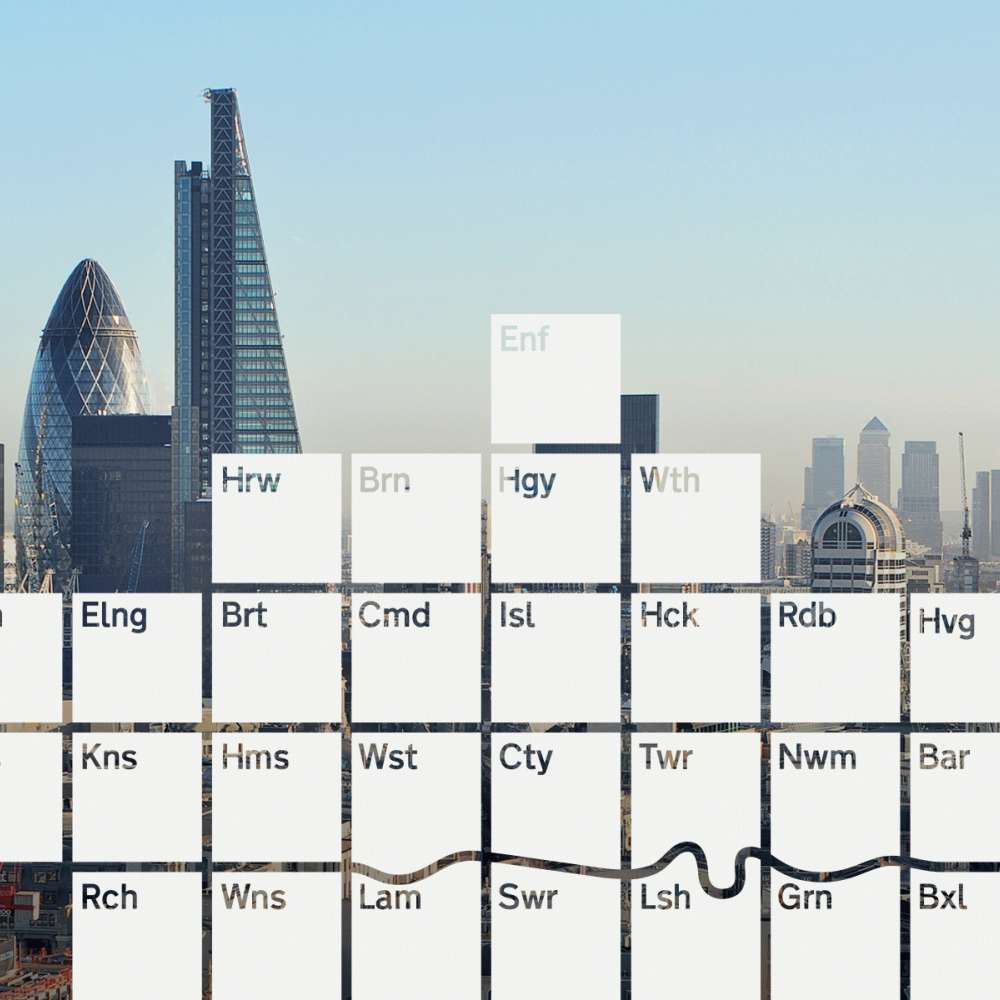 Enf
Hrw
Brn
Hgy
Wth
Elng
Brt
Cmd
Isl
Hck
Rdb
Hvg
Kns
Hms
Wst
Cty
Twr
Nwm
Bar
Rch
Wns
Lam
Swr
Lsh
Grn
Bxl